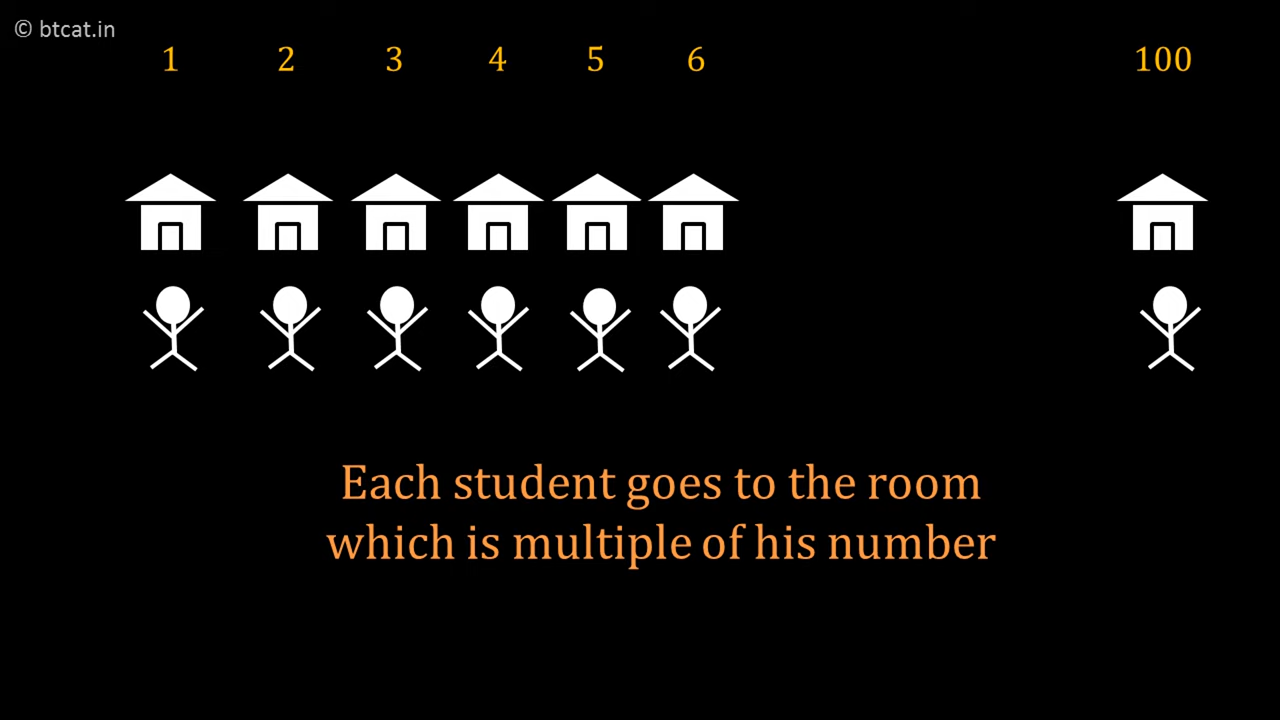 © btcat.in
1 2 3 4 5 6 100
Each student goes to the room
which is multiple of his number